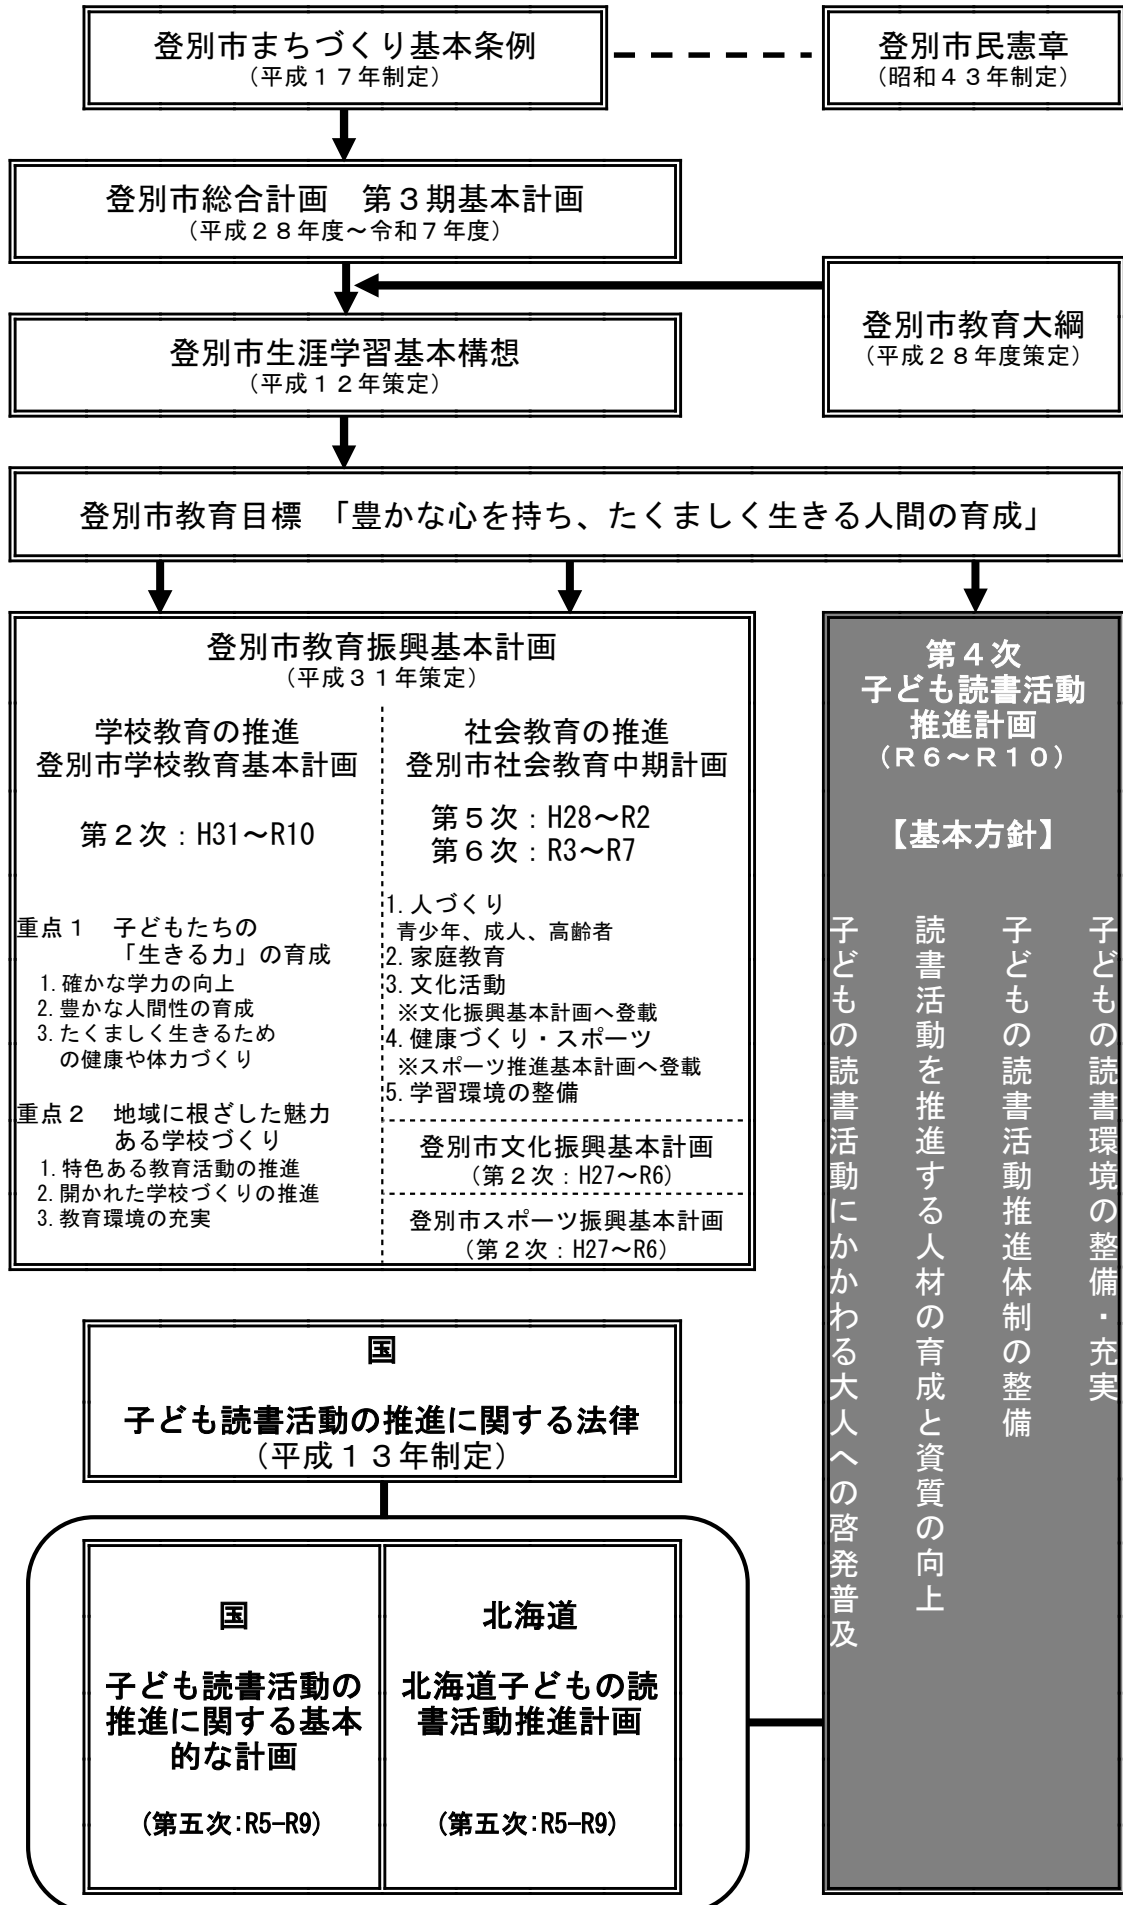 登別市まちづくり基本条例
(平成17年制定)
登別市民憲章
(昭和43年制定)
登別市総合計画　第3期基本計画
(平成28年度~令和7年度)
登別市教育大綱
(平成28年度策定)
登別市生涯学習基本構想
(平成12年策定)
登別市教育目標　「豊かな心を持ち、たくましく生きる人間の育成」
登別市教育振興基本計画
(平成31年策定)
学校教育の推進
登別市学校教育基本計画
第2次:H31~R10
重点1　子どもたちの
「生きる力」の育成
1.確かな学力の向上
2.豊かな人間性の育成
3.たくましく生きるため
の健康や体力づくり
重点2　地域に根ざした魅力
ある学校づくり
1.特色ある教育活動の推進
2.開かれた学校づくりの推進
3.教育環境の充実
社会教育の推進
登別市社会教育中期計画
第5次:H28~R2
第6次:R3~R7
1.人づくり
青少年、成人、高齢者
2.家庭教育
3.文化活動
※文化振興基本計画へ登載
4.健康づくり・スポーツ
※スポーツ推進基本計画へ登載
5.学習環境の整備
登別市文化振興基本計画
(第2次:H27~R6)
登別市スポーツ振興基本計画
(第2次:H27~R6)
第4次
子ども読書活動
推進計画
(R6~R10)
【基本方針】
子どもの読書環境の整備・充実
子どもの読書活動推進体制の整備
読書活動を推進する人材の育成と資質の向上
子どもの読書活動にかかわる大人への啓発普及
国
子ども読書活動の推進に関する法律
(平成13年制定)
国
子ども読書活動の
推進に関する基本
的な計画
(第五次:R5-R9)
北海道
北海道子どもの読
書活動推進計画
(第五次:R5-R9)